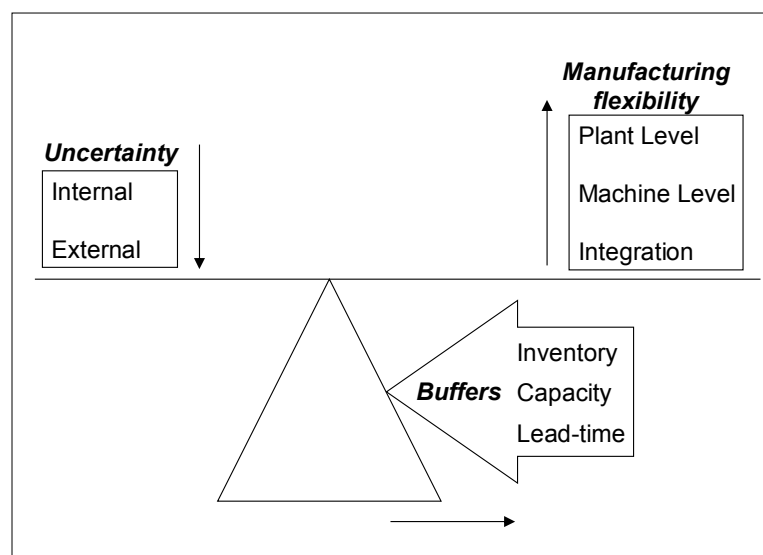 Uncertainty
Internal
External
Manufacturing
flexibility
Plant Level
Machine Level
Integration
Buffers
Inventory
Capacity
Lead-time